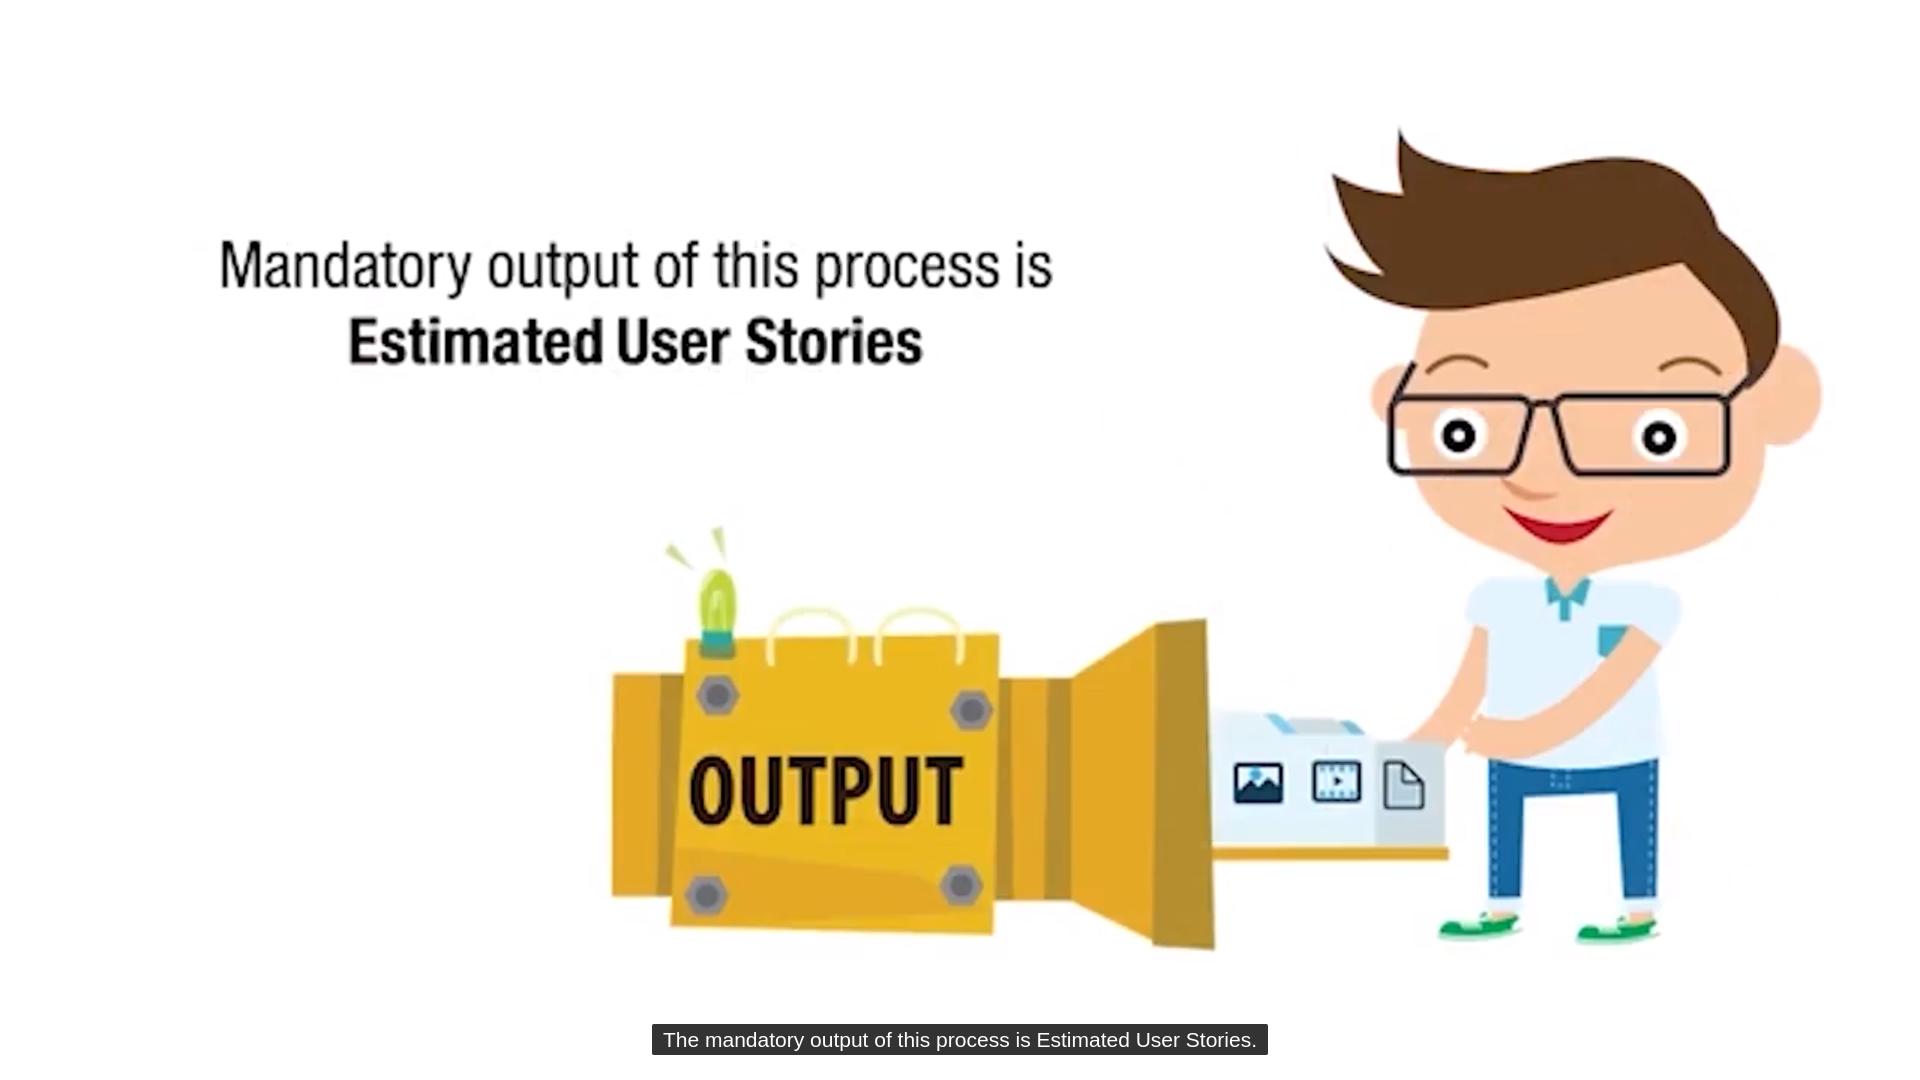 Mandatory output of this process is
Estimated User Stories
OUTPUT
The mandatory output of this process is Estimated User Stories.